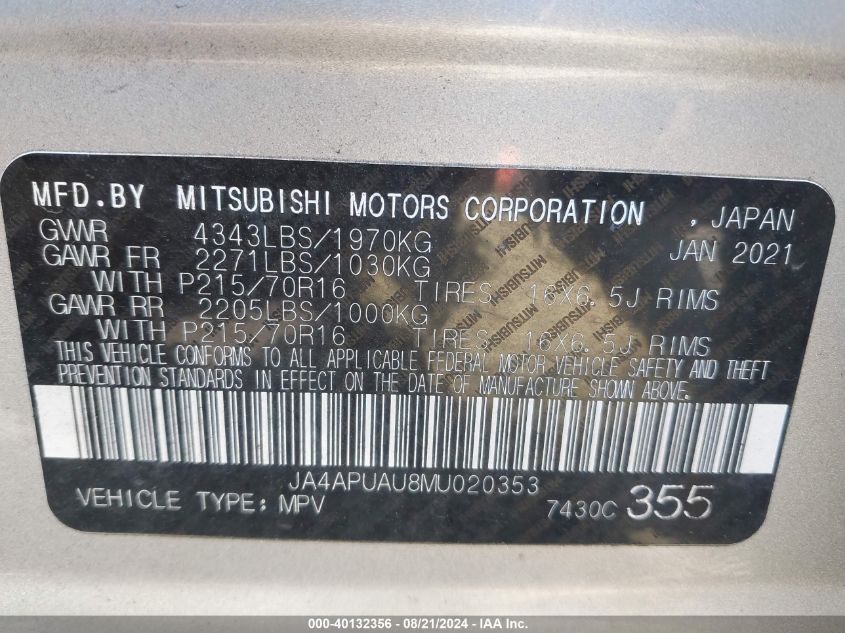 MFD.BY MITSUBISHI MOTORS CORPORATION , JAPAN
GVWR 4343LBS/1970KG JAN 2021
GAWR FR 2271LBS/1030KG
WITH P215/70R16 TIRES, 16X6.5J RIMS
GAWR RR 2205LBS/1000KG
WITH P215/70R16 TIRES, 16X6.5J RIMS
THIS VEHICLE CONFORMS TO ALL APPLICABLE FEDERAL MOTOR VEHICLE SAFETY AND THEFT
PREVENTION STANDARDS IN EFFECT ON THE DATE OF MANUFACTURE SHOWN ABOVE.
JA4APUAU8MU020353
VEHICLE TYPE: MPV 7430C 355
000-40132356 - 08/21/2024 - IAA Inc.